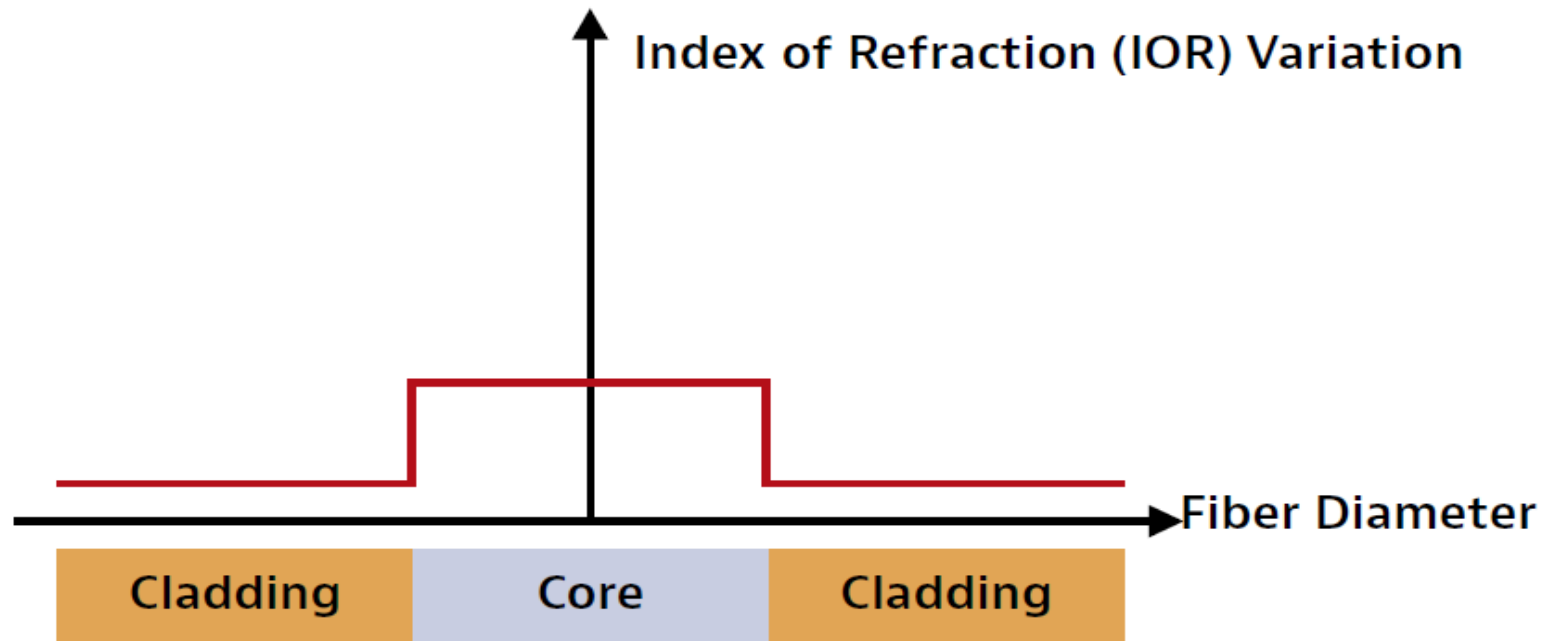 Index of Refraction (IOR) Variation
Fiber Diameter
Cladding Core Cladding